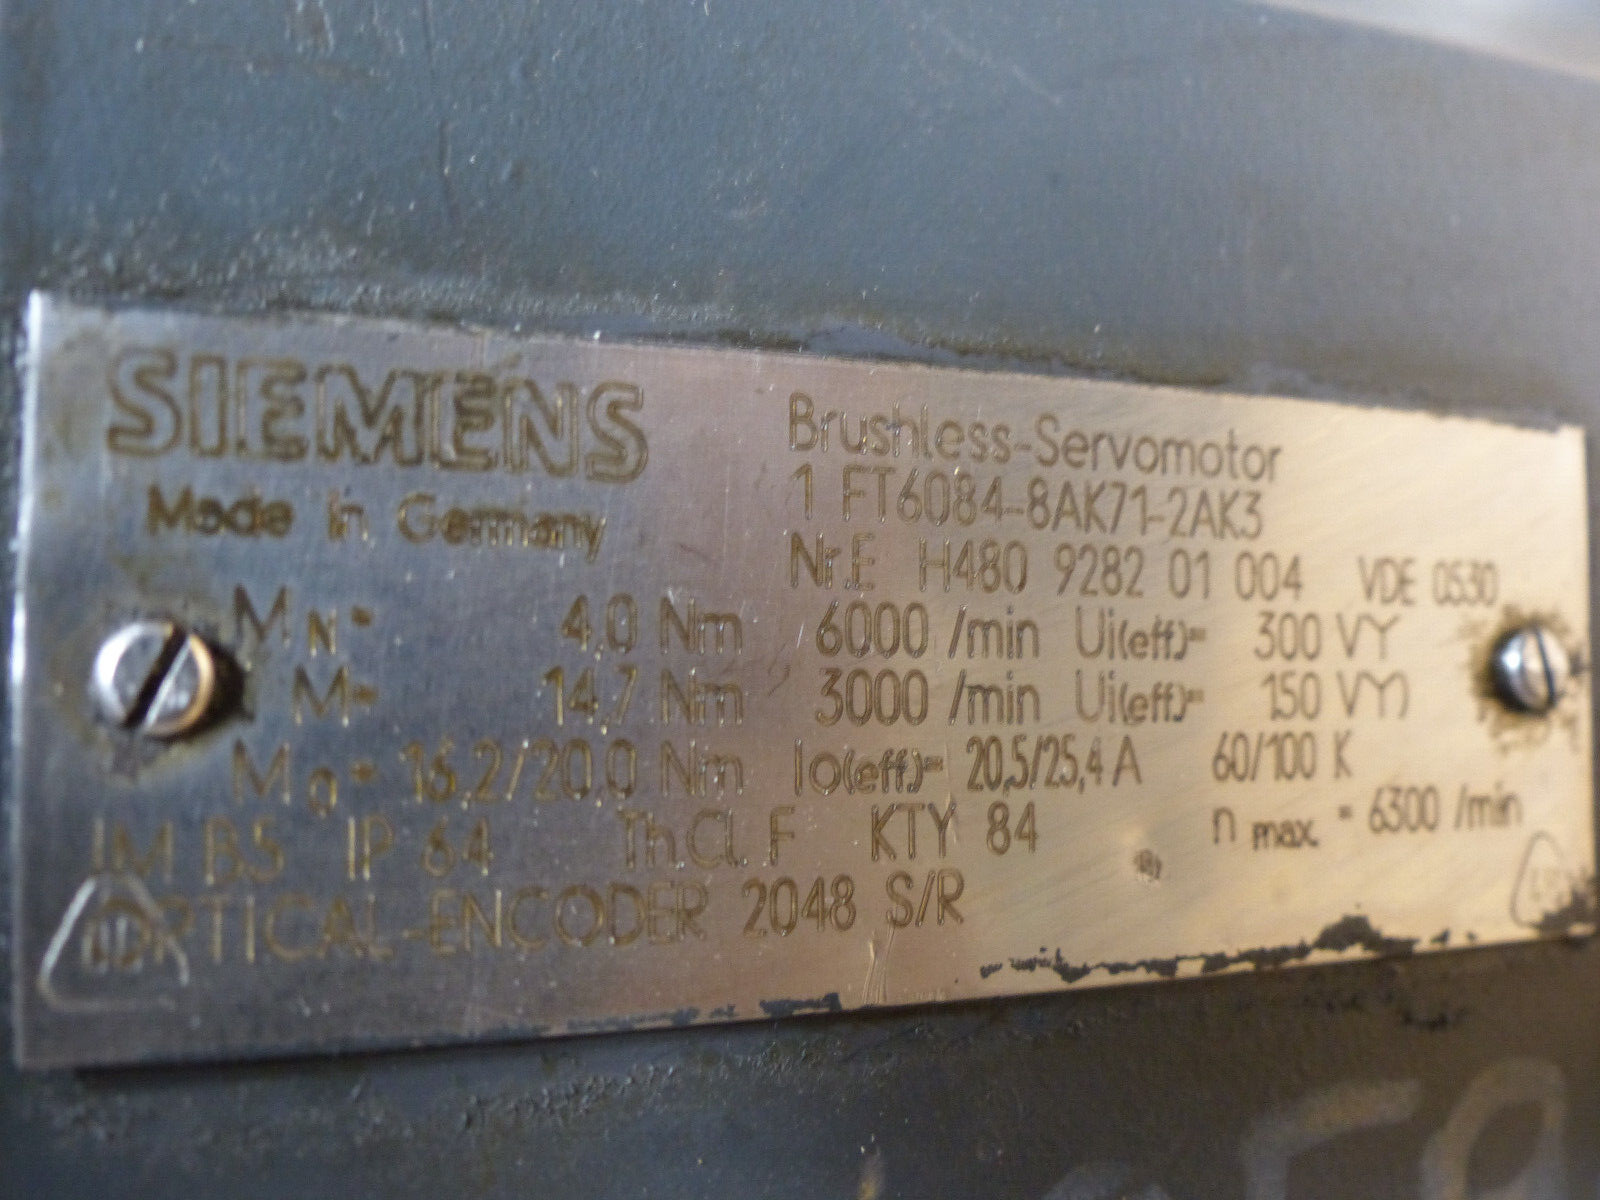 SIEMENS
Made in Germany
Brushless-Servomotor
1 FT6084-8AK71-2AK3
Nr.E H480 9282 01 004 VDE 0530
M N = 4,0 Nm 6000 /min Ui(eff)= 300 VY
M= 14,7 Nm 3000 /min Ui(eff)= 150 VY
M 0 = 16,2/20,0 Nm Io(eff)= 20,5/25,4 A 60/100 K
IM B5 IP 64 Th.Cl. F KTY 84 n max. = 6300 /min
OPTICAL-ENCODER 2048 S/R